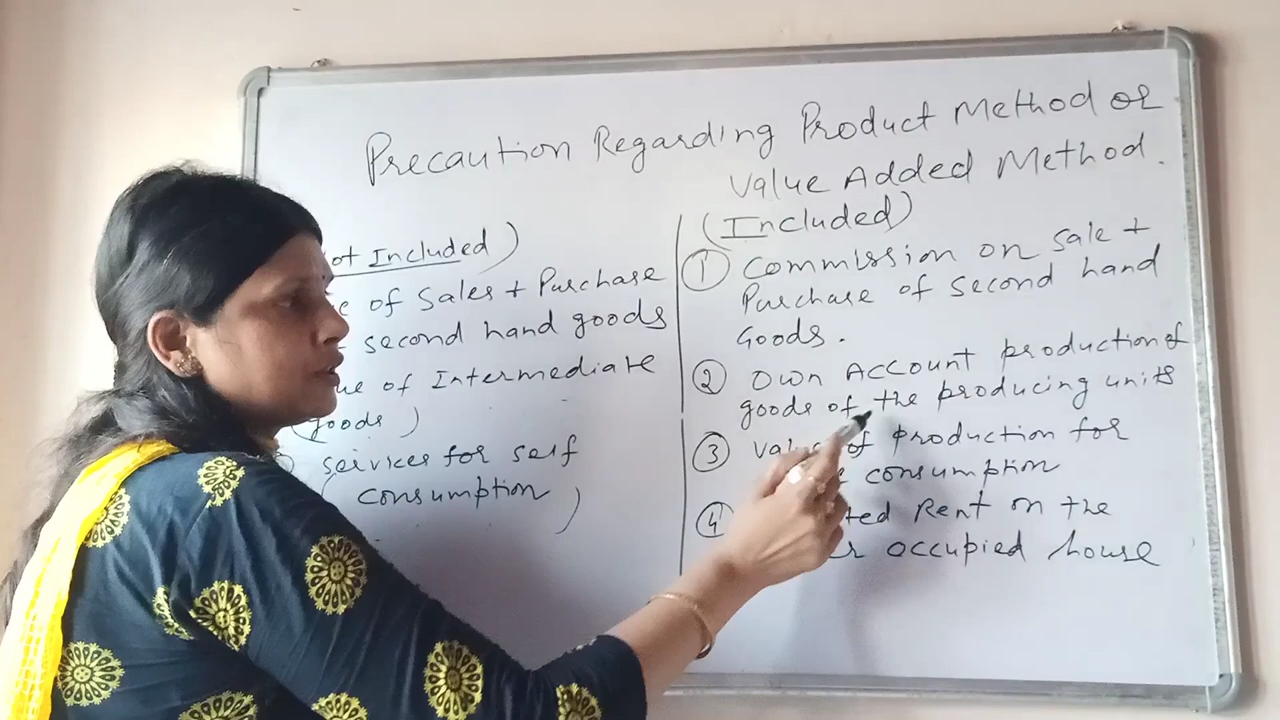 Precaution Regarding Product Method or
Value Added Method.
ot Included)
e of Sales + Purchase
second hand goods
ue of Intermediate
(goods)
services for self
(consumption)
(Included)
① Commission on sale +
Purchase of second hand
Goods.
② Own Account production of
goods of the producing units
③ Value of production for
consumption
④ ted Rent on the
occupied house